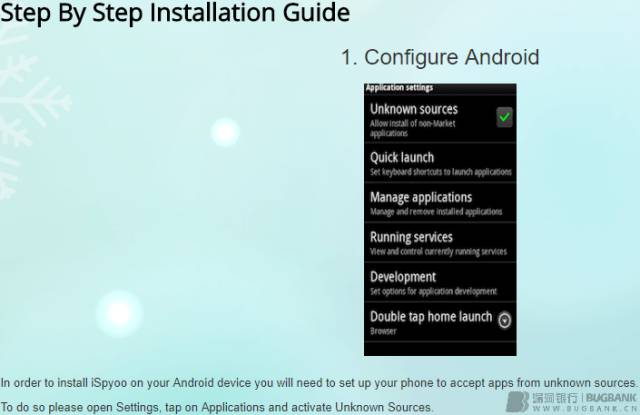 Step By Step Installation Guide
1. Configure Android
Application settings
Unknown sources
Allow install of non-Market
applications
Quick launch
Set keyboard shortcuts to launch applications
Manage applications
Manage and remove installed applications
Running services
View and control currently running services
Development
Set options for application development
Double tap home launch
Browser
In order to install iSpyoo on your Android device you will need to set up your phone to accept apps from unknown sources.
To do so please open Settings, tap on Applications and activate Unknown Sources.
漏洞银行 BUGBANK
WWW.BUGBANK.CN